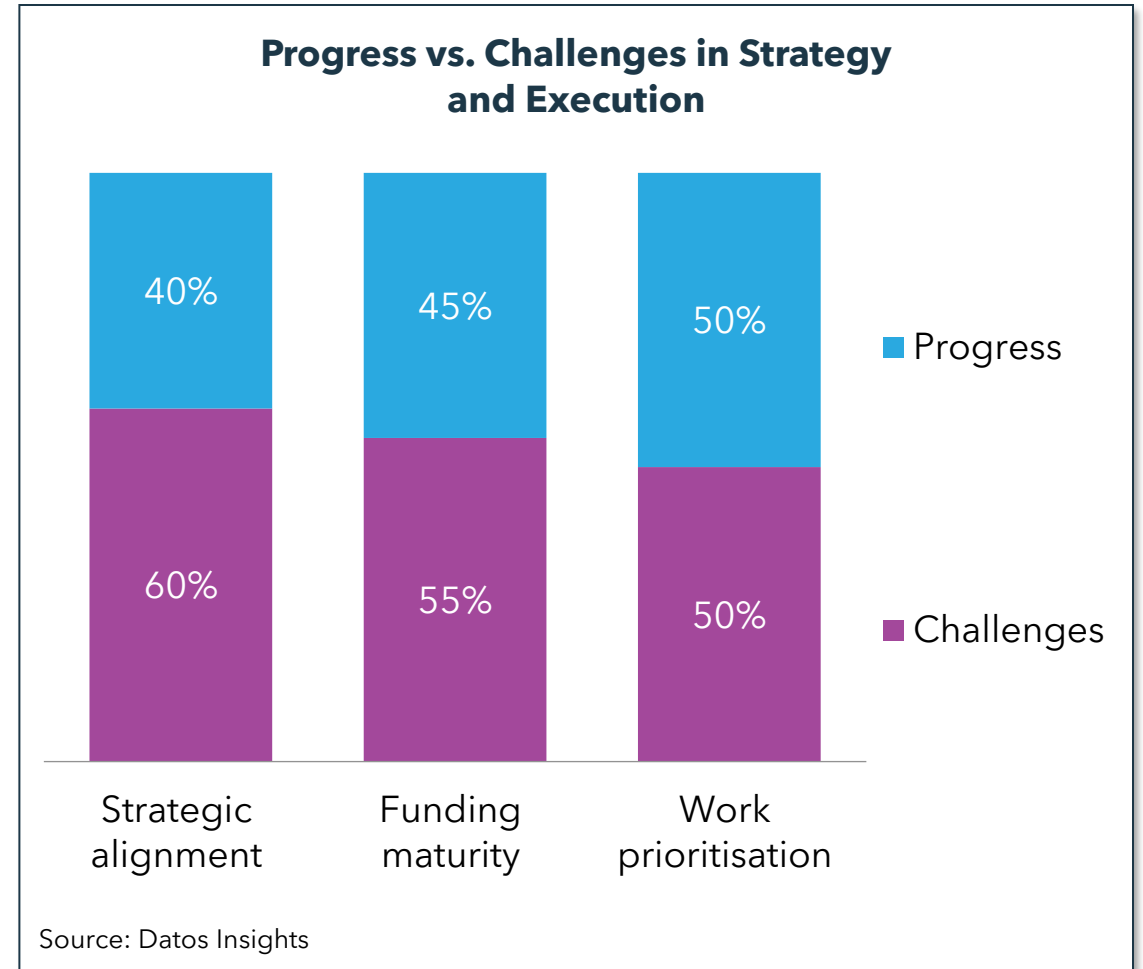 Progress vs. Challenges in Strategy
and Execution
40%
45%
50%
Progress
60%
55%
50%
Challenges
Strategic
alignment
Funding
maturity
Work
prioritisation
Source: Datos Insights